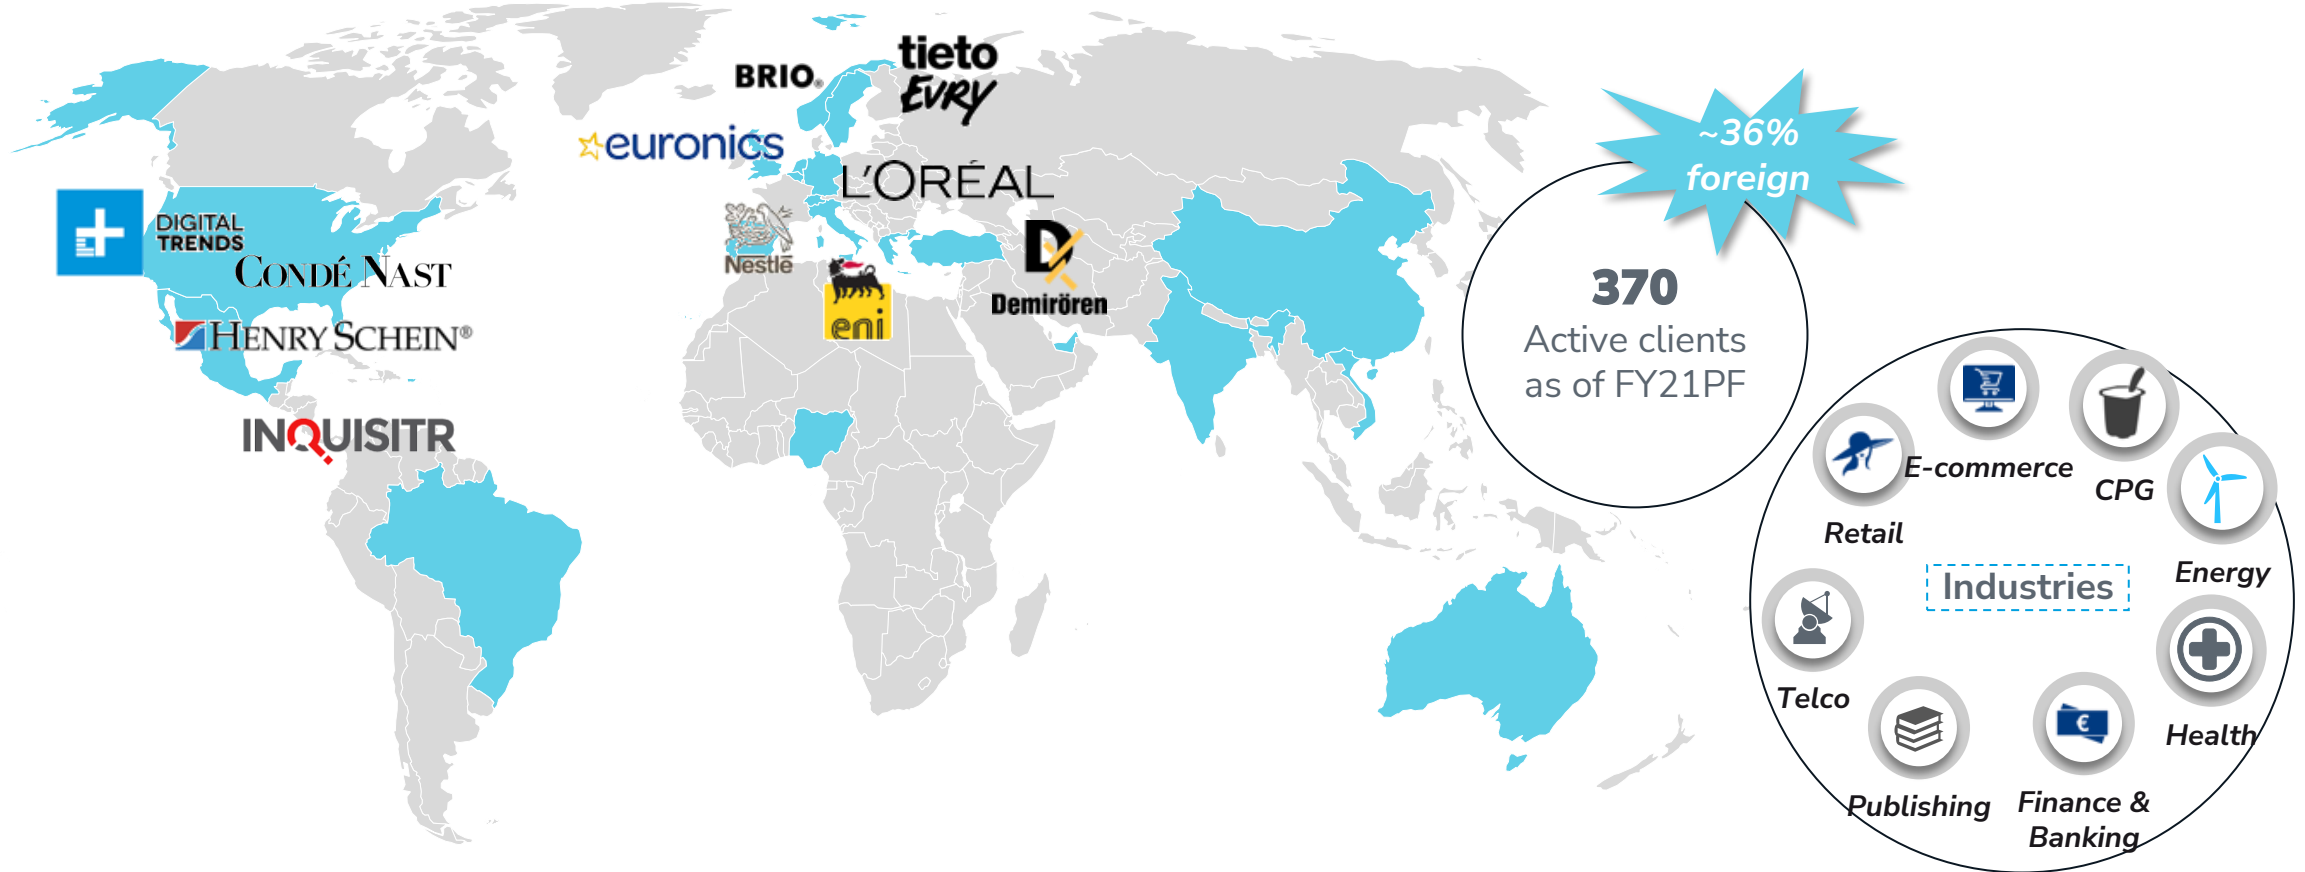 BRIO®
tieto
EVRY
euronics
L'ORÉAL
DIGITAL
TRENDS
CONDÉ NAST
HENRY SCHEIN®
INQUISITR
Nestlé
eni
D
Demirören
~36%
foreign
370
Active clients
as of FY21PF
E-commerce
CPG
Retail
Energy
Industries
Telco
Health
€
Publishing
Finance &
Banking